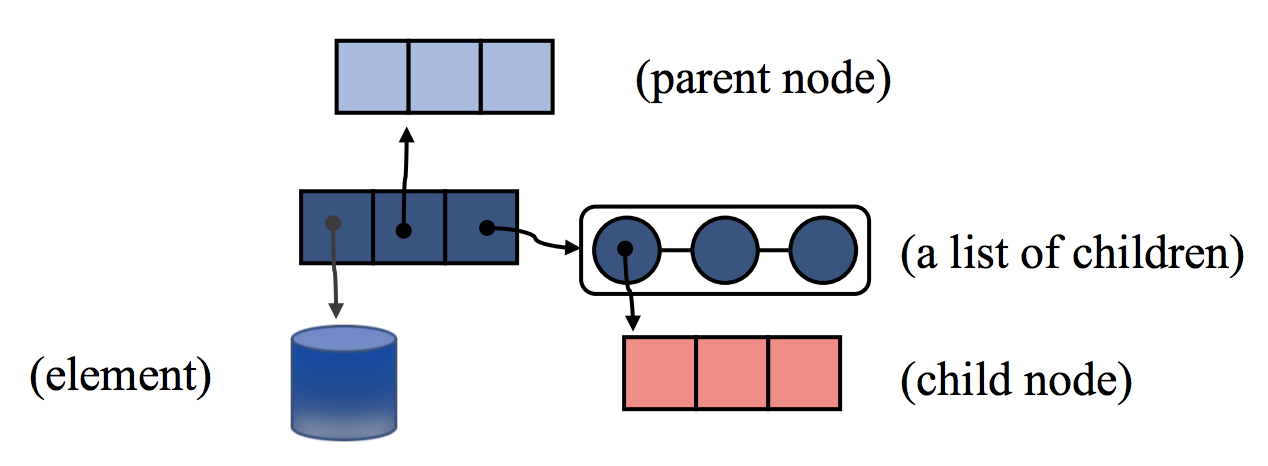 (parent node)
(a list of children)
(element)
(child node)